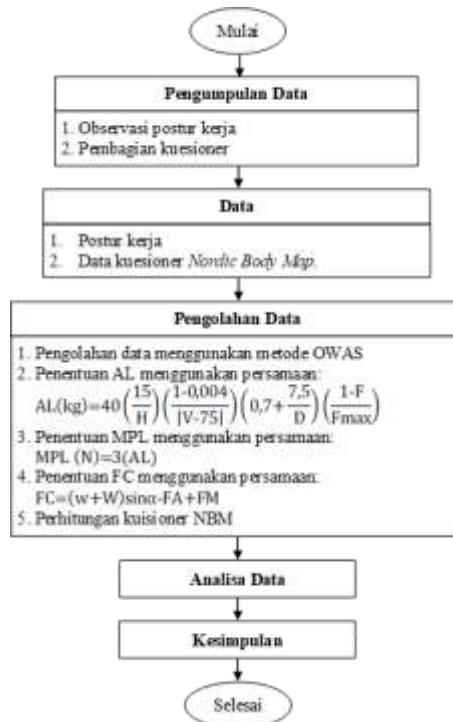 Mulai
Pengumpulan Data
1. Observasi postur kerja
2. Pembagian kuesioner
Data
1. Postur kerja
2. Data kuesioner Nordic Body Map.
Pengolahan Data
1. Pengolahan data menggunakan metode OWAS
2. Penentuan AL menggunakan persamaan:
AL(kg)=40(15/H)(1-0,004/|V-75|)(0,7+7,5/D)(1-F/Fmax)
3. Penentuan MPL menggunakan persamaan:
MPL (N)=3(AL)
4. Penentuan FC menggunakan persamaan:
FC=(w+W)sinα-FA+FM
5. Perhitungan kuisioner NBM
Analisa Data
Kesimpulan
Selesai